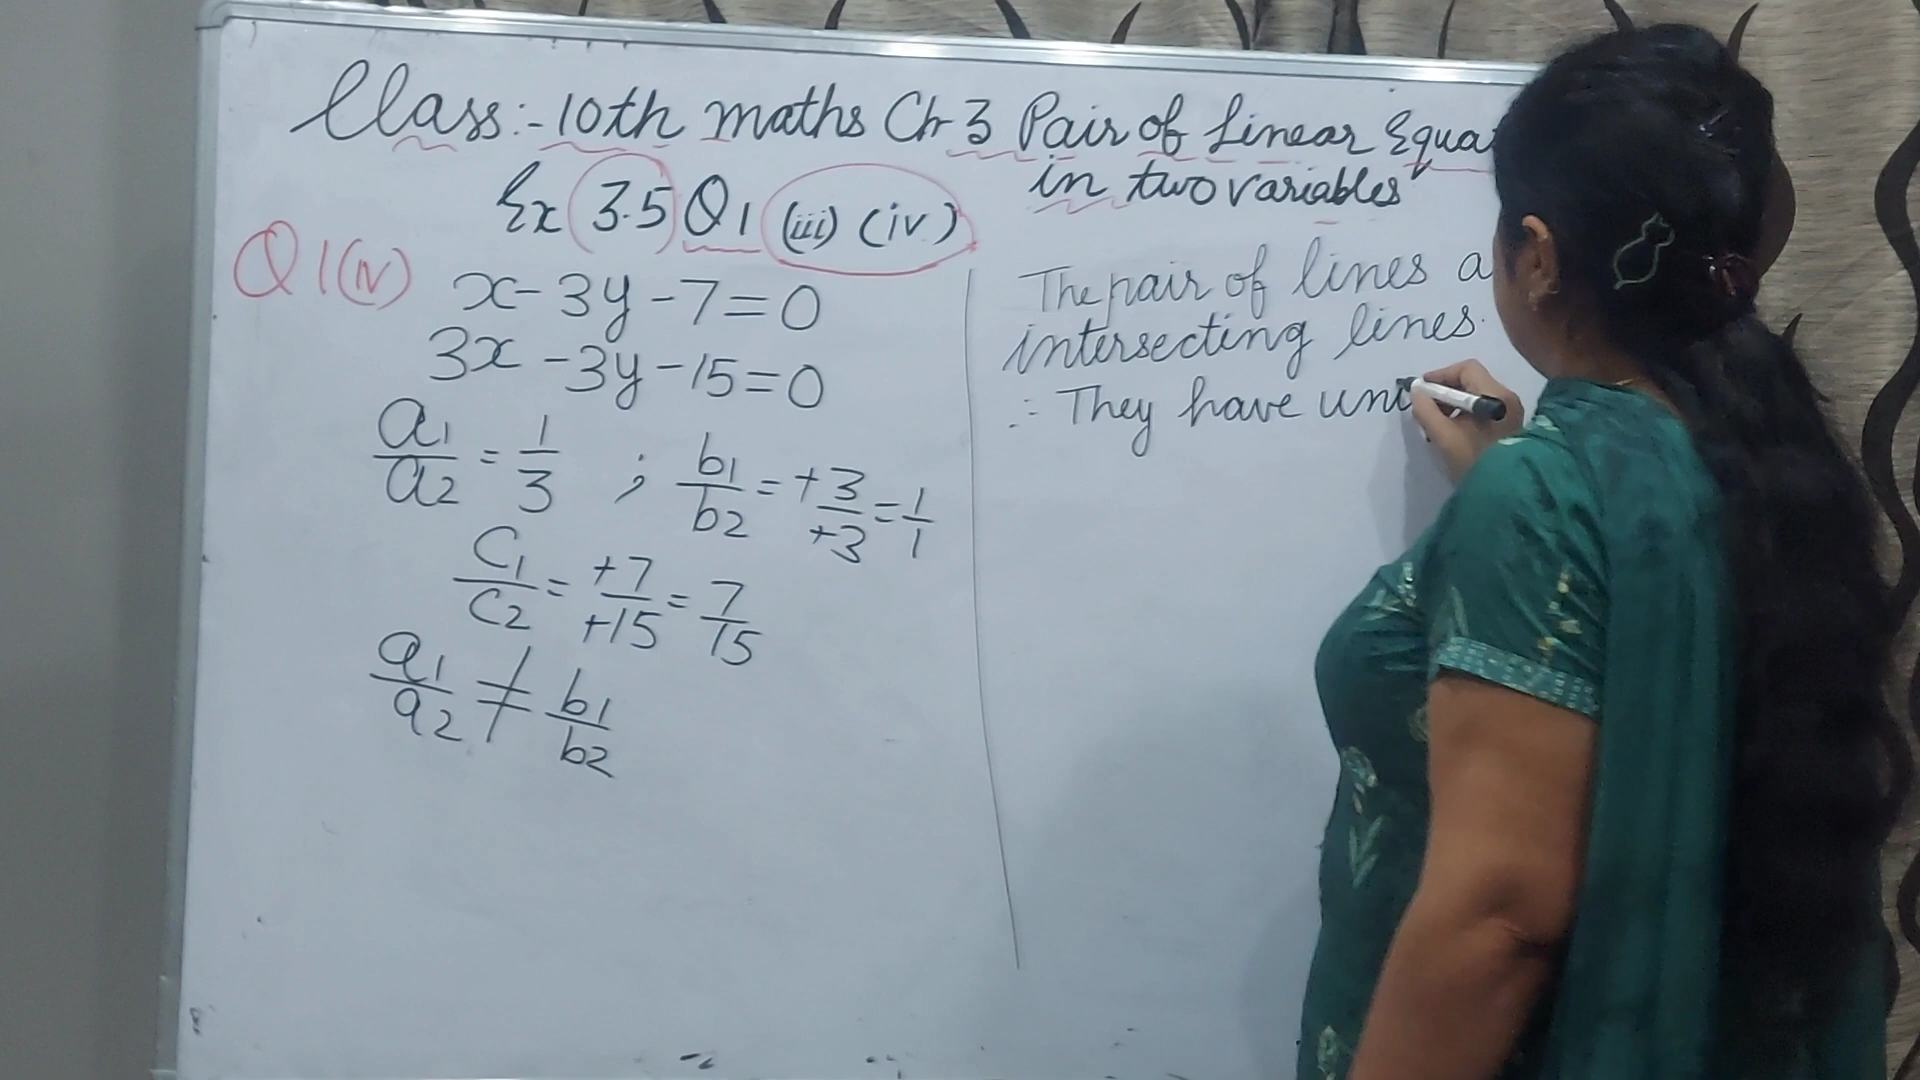 Class:- 10th maths Ch 3 Pair of Linear Equa
in two variables
Ex 3.5 Q1 (iii) (iv)
Q1(iv)
x - 3y - 7 = 0
3x - 3y - 15 = 0
a1/a2 = 1/3 ; b1/b2 = +3/+3 = 1/1
c1/c2 = +7/+15 = 7/15
a1/a2 ≠ b1/b2
The pair of lines a
intersecting lines.
∴ They have uni